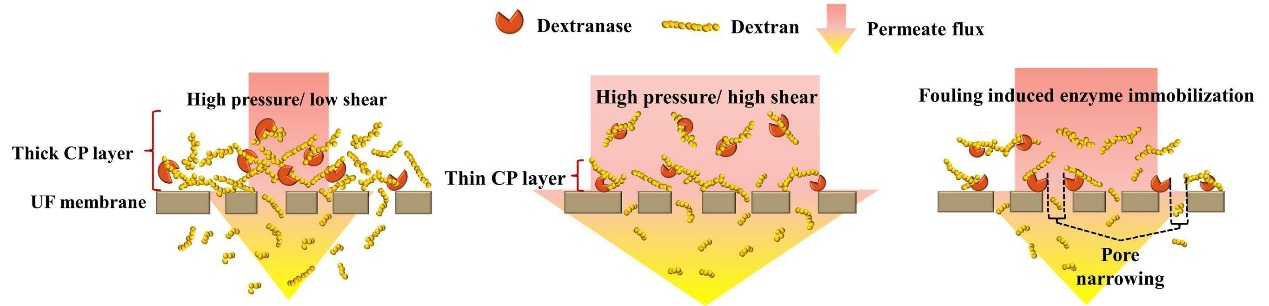 Dextranase
Dextran
Permeate flux
High pressure/ low shear
Thick CP layer
UF membrane
High pressure/ high shear
Thin CP layer
Fouling induced enzyme immobilization
Pore
narrowing